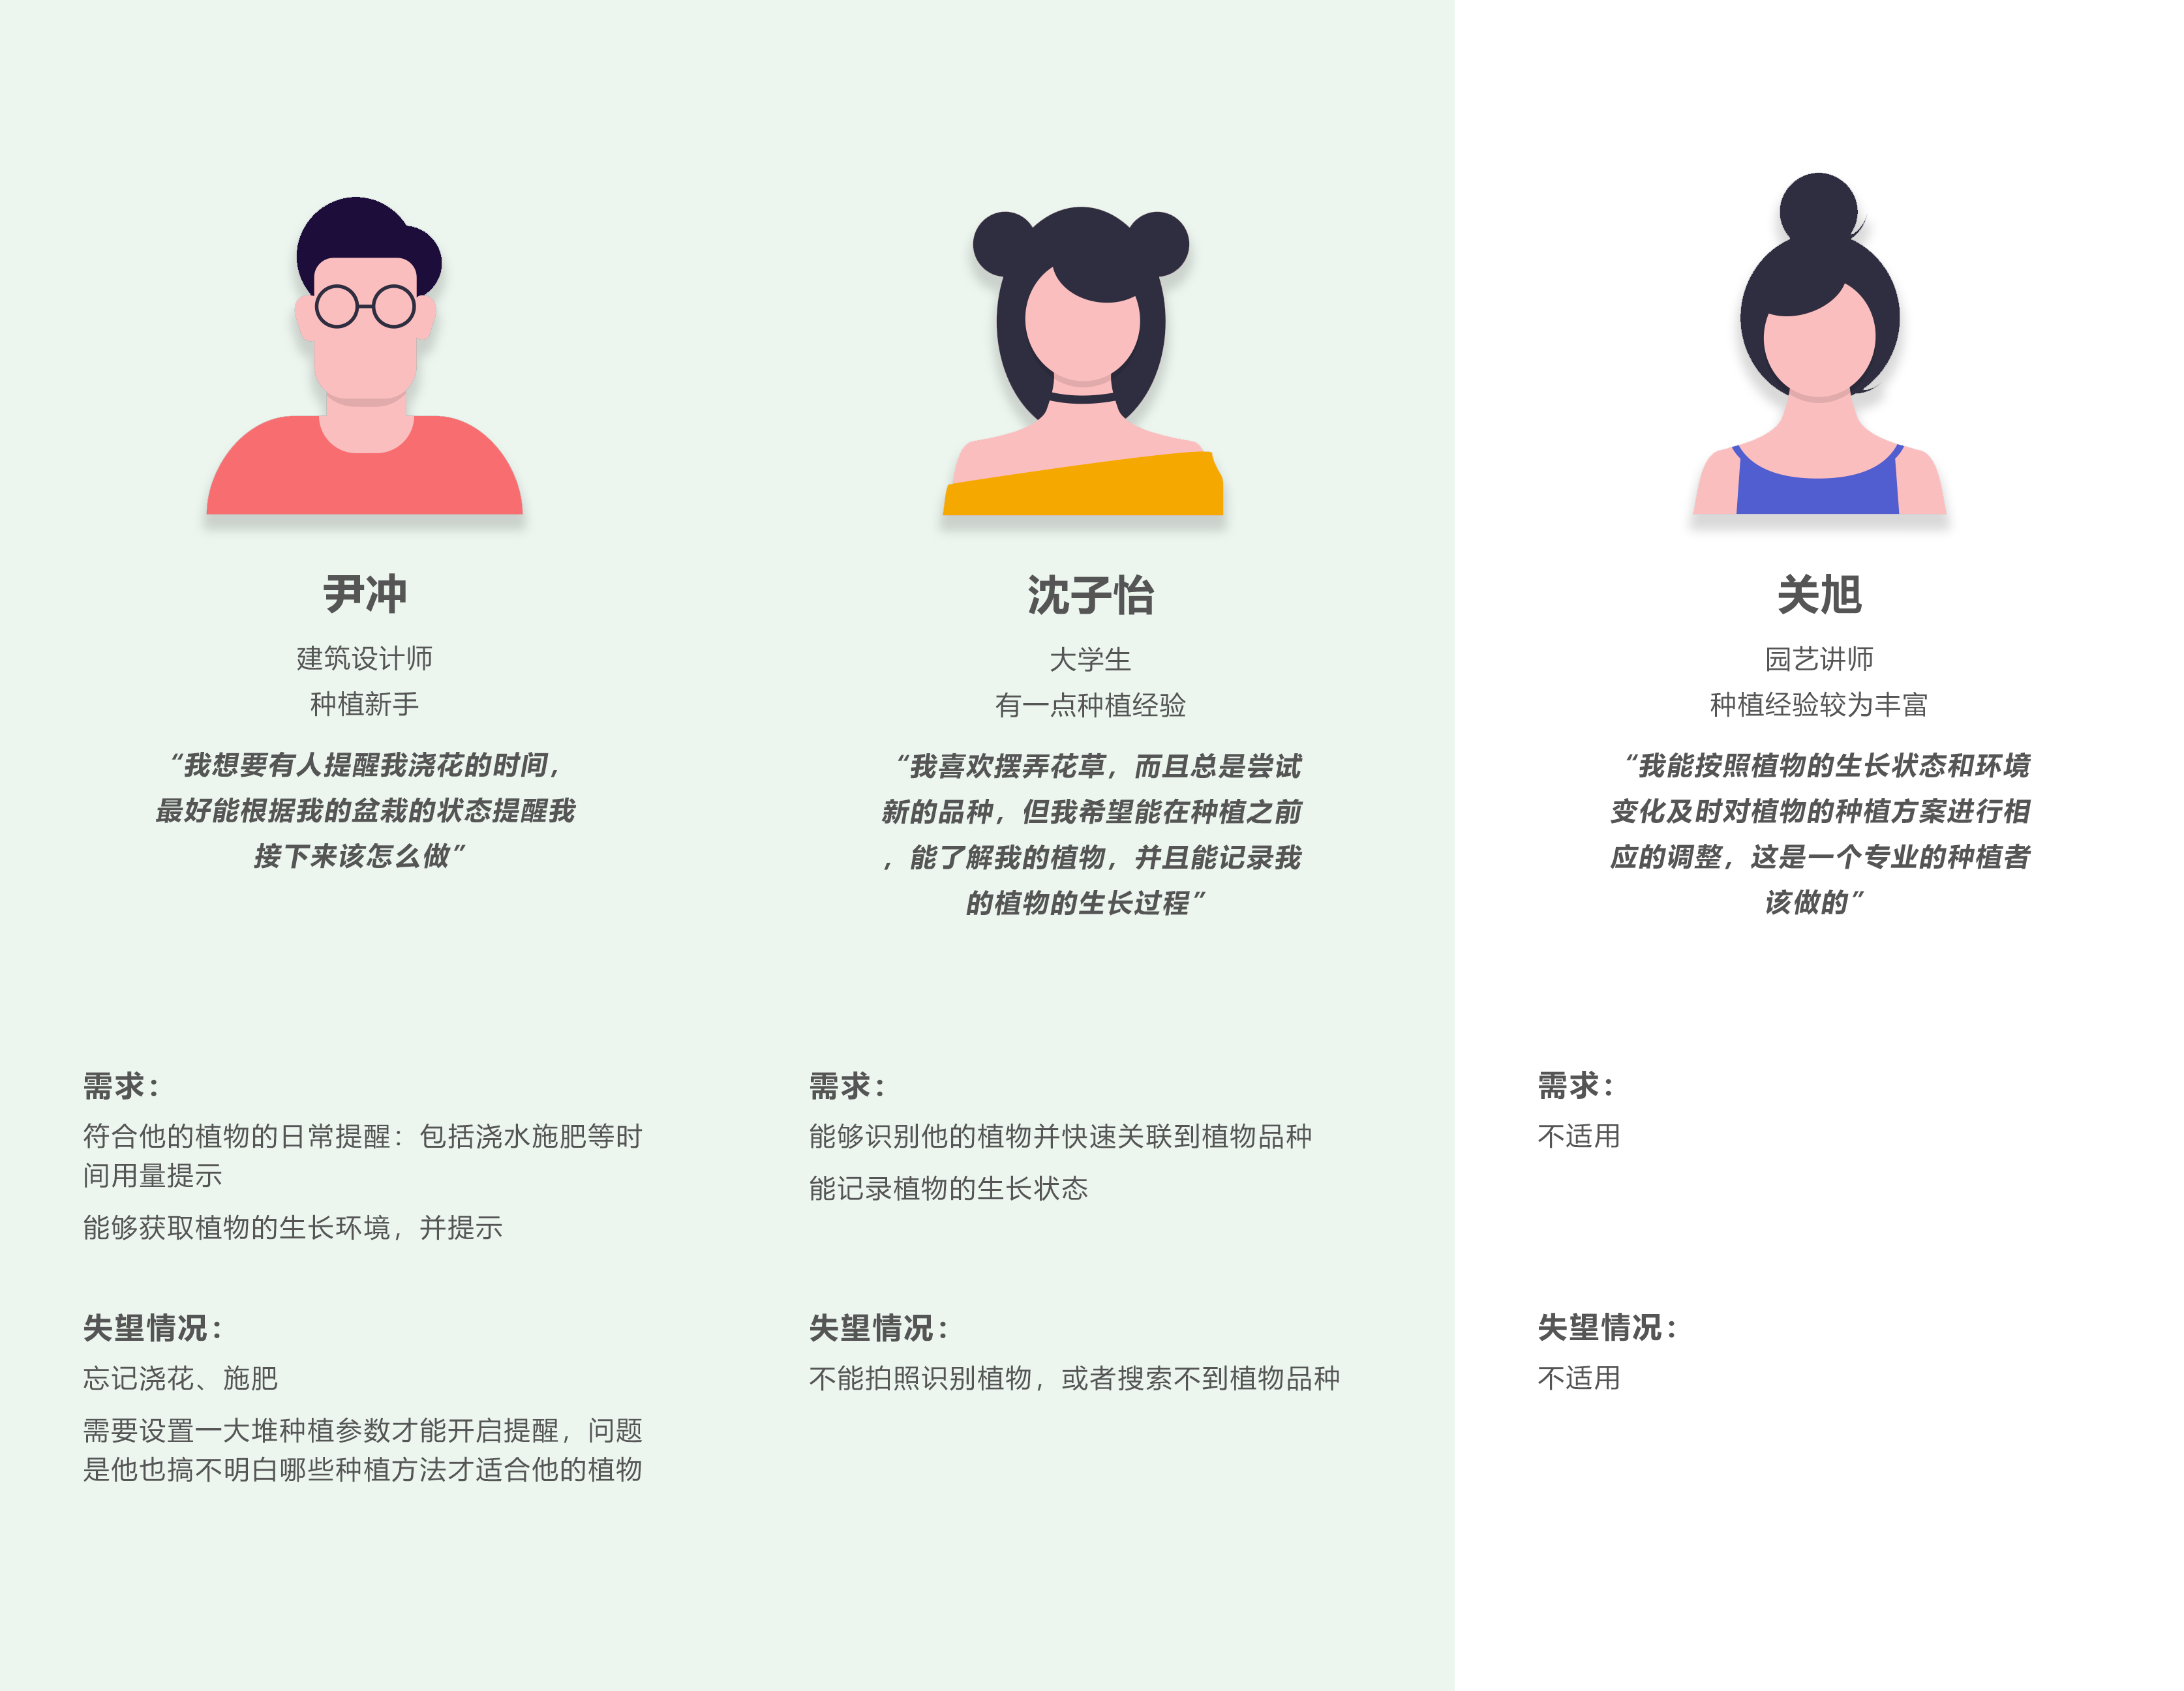 尹冲
建筑设计师
种植新手
“我想要有人提醒我浇花的时间，
最好能根据我的盆栽的状态提醒我
接下来该怎么做”
需求：
符合他的植物的日常提醒：包括浇水施肥等时
间用量提示
能够获取植物的生长环境，并提示
失望情况：
忘记浇花、施肥
需要设置一大堆种植参数才能开启提醒，问题
是他也搞不明白哪些种植方法才适合他的植物
沈子怡
大学生
有一点种植经验
“我喜欢摆弄花草，而且总是尝试
新的品种，但我希望能在种植之前
，能了解我的植物，并且能记录我
的植物的生长过程”
需求：
能够识别他的植物并快速关联到植物品种
能记录植物的生长状态
失望情况：
不能拍照识别植物，或者搜索不到植物品种
关旭
园艺讲师
种植经验较为丰富
“我能按照植物的生长状态和环境
变化及时对植物的种植方案进行相
应的调整，这是一个专业的种植者
该做的”
需求：
不适用
失望情况：
不适用